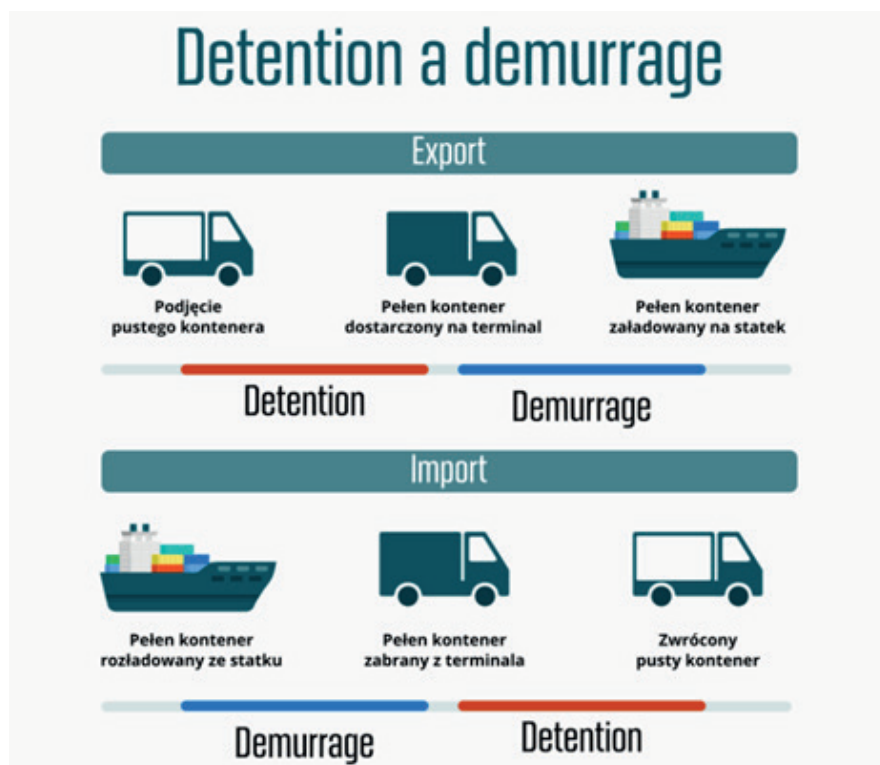 Detention a demurrage
Export
Podjęcie
pustego kontenera
Pełen kontener
dostarczony na terminal
Pełen kontener
załadowany na statek
Detention
Demurrage
Import
Pełen kontener
rozładowany ze statku
Pełen kontener
zabrany z terminala
Zwrócony
pusty kontener
Demurrage
Detention